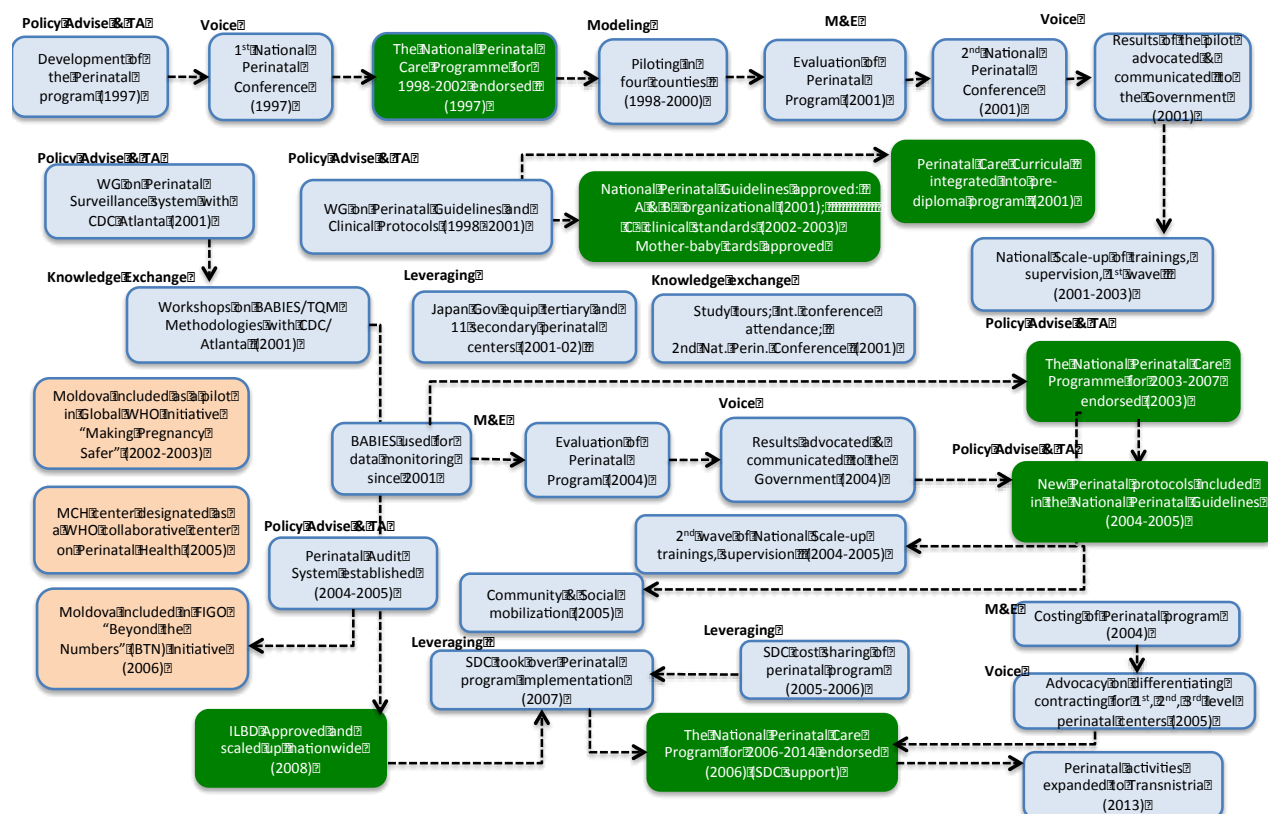 Policy Advise & TA
Voice
Modeling
M&E
Voice
Development of
the Perinatal
program (1997)
1st National
Perinatal
Conference
(1997)
The National Perinatal
Care Programme for
1998-2002 endorsed
(1997)
Piloting in
four counties
(1998-2000)
Evaluation of
Perinatal
Program (2001)
2nd National
Perinatal
Conference
(2001)
Results of the pilot
advocated &
communicated to
the Government
(2001)
Policy Advise & TA
WG on Perinatal
Surveillance system with
CDC Atlanta (2001)
Policy Advise & TA
WG on Perinatal Guidelines and
Clinical Protocols (1998-2001)
National Perinatal Guidelines approved:
A & B - organizational (2001);
C - clinical standards (2002-2003)
Mother-baby cards approved
Perinatal Care Curricula
integrated into pre-
diploma program (2001)
National Scale-up of trainings,
supervision, 1st wave
(2001-2003)
Knowledge Exchange
Workshops on BABIES/TQM
Methodologies with CDC/
Atlanta (2001)
Leveraging
Japan Gov equip tertiary and
11 secondary perinatal
centers (2001-02)
Knowledge exchange
Study tours; Int. conference
attendance;
2nd Nat. Perin. Conference (2001)
Policy Advise & TA
The National Perinatal Care
Programme for 2003-2007
endorsed (2003)
Moldova included as a pilot
in Global WHO Initiative
“Making Pregnancy
Safer” (2002-2003)
BABIES used for
data monitoring
since 2001
M&E
Evaluation of
Perinatal
Program (2004)
Voice
Results advocated &
communicated to the
Government (2004)
Policy Advise & TA
New Perinatal protocols included
in the National Perinatal Guidelines
(2004-2005)
MCH center designated as
a WHO collaborative center
on Perinatal Health (2005)
Policy Advise & TA
Perinatal Audit
System established
(2004-2005)
2nd wave of National Scale-up
trainings, supervision (2004-2005)
Community & Social
mobilization (2005)
Moldova included in FIGO
“Beyond the
Numbers” (BTN) Initiative
(2006)
Leveraging
SDC took over Perinatal
program implementation
(2007)
Leveraging
SDC cost sharing of
perinatal program
(2005-2006)
M&E
Costing of Perinatal program
(2004)
Voice
Advocacy on differentiating
contracting for 1st, 2nd, 3rd level
perinatal centers (2005)
ILBD Approved and
scaled up nationwide
(2008)
The National Perinatal Care
Program for 2006-2014 endorsed
(2006) (SDC support)
Perinatal activities
expanded to Transnistria
(2013)